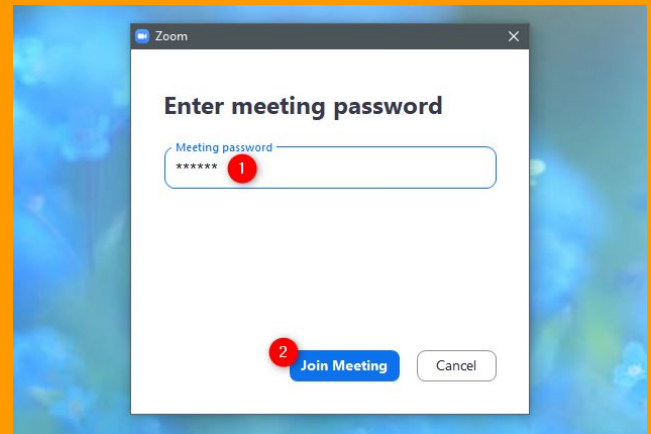 Zoom
Enter meeting password
Meeting password
******
1
2
Join Meeting
Cancel